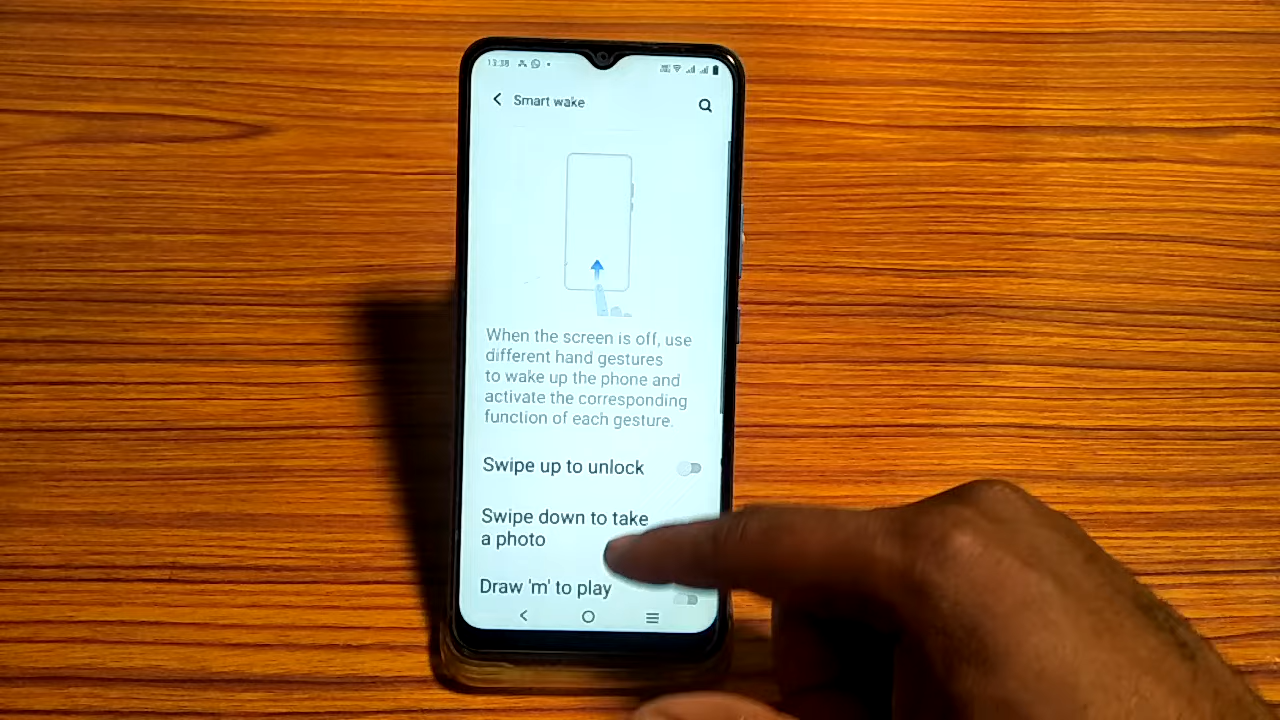 13:38
Smart wake
When the screen is off, use
different hand gestures
to wake up the phone and
activate the corresponding
function of each gesture.
Swipe up to unlock
Swipe down to take
a photo
Draw 'm' to play